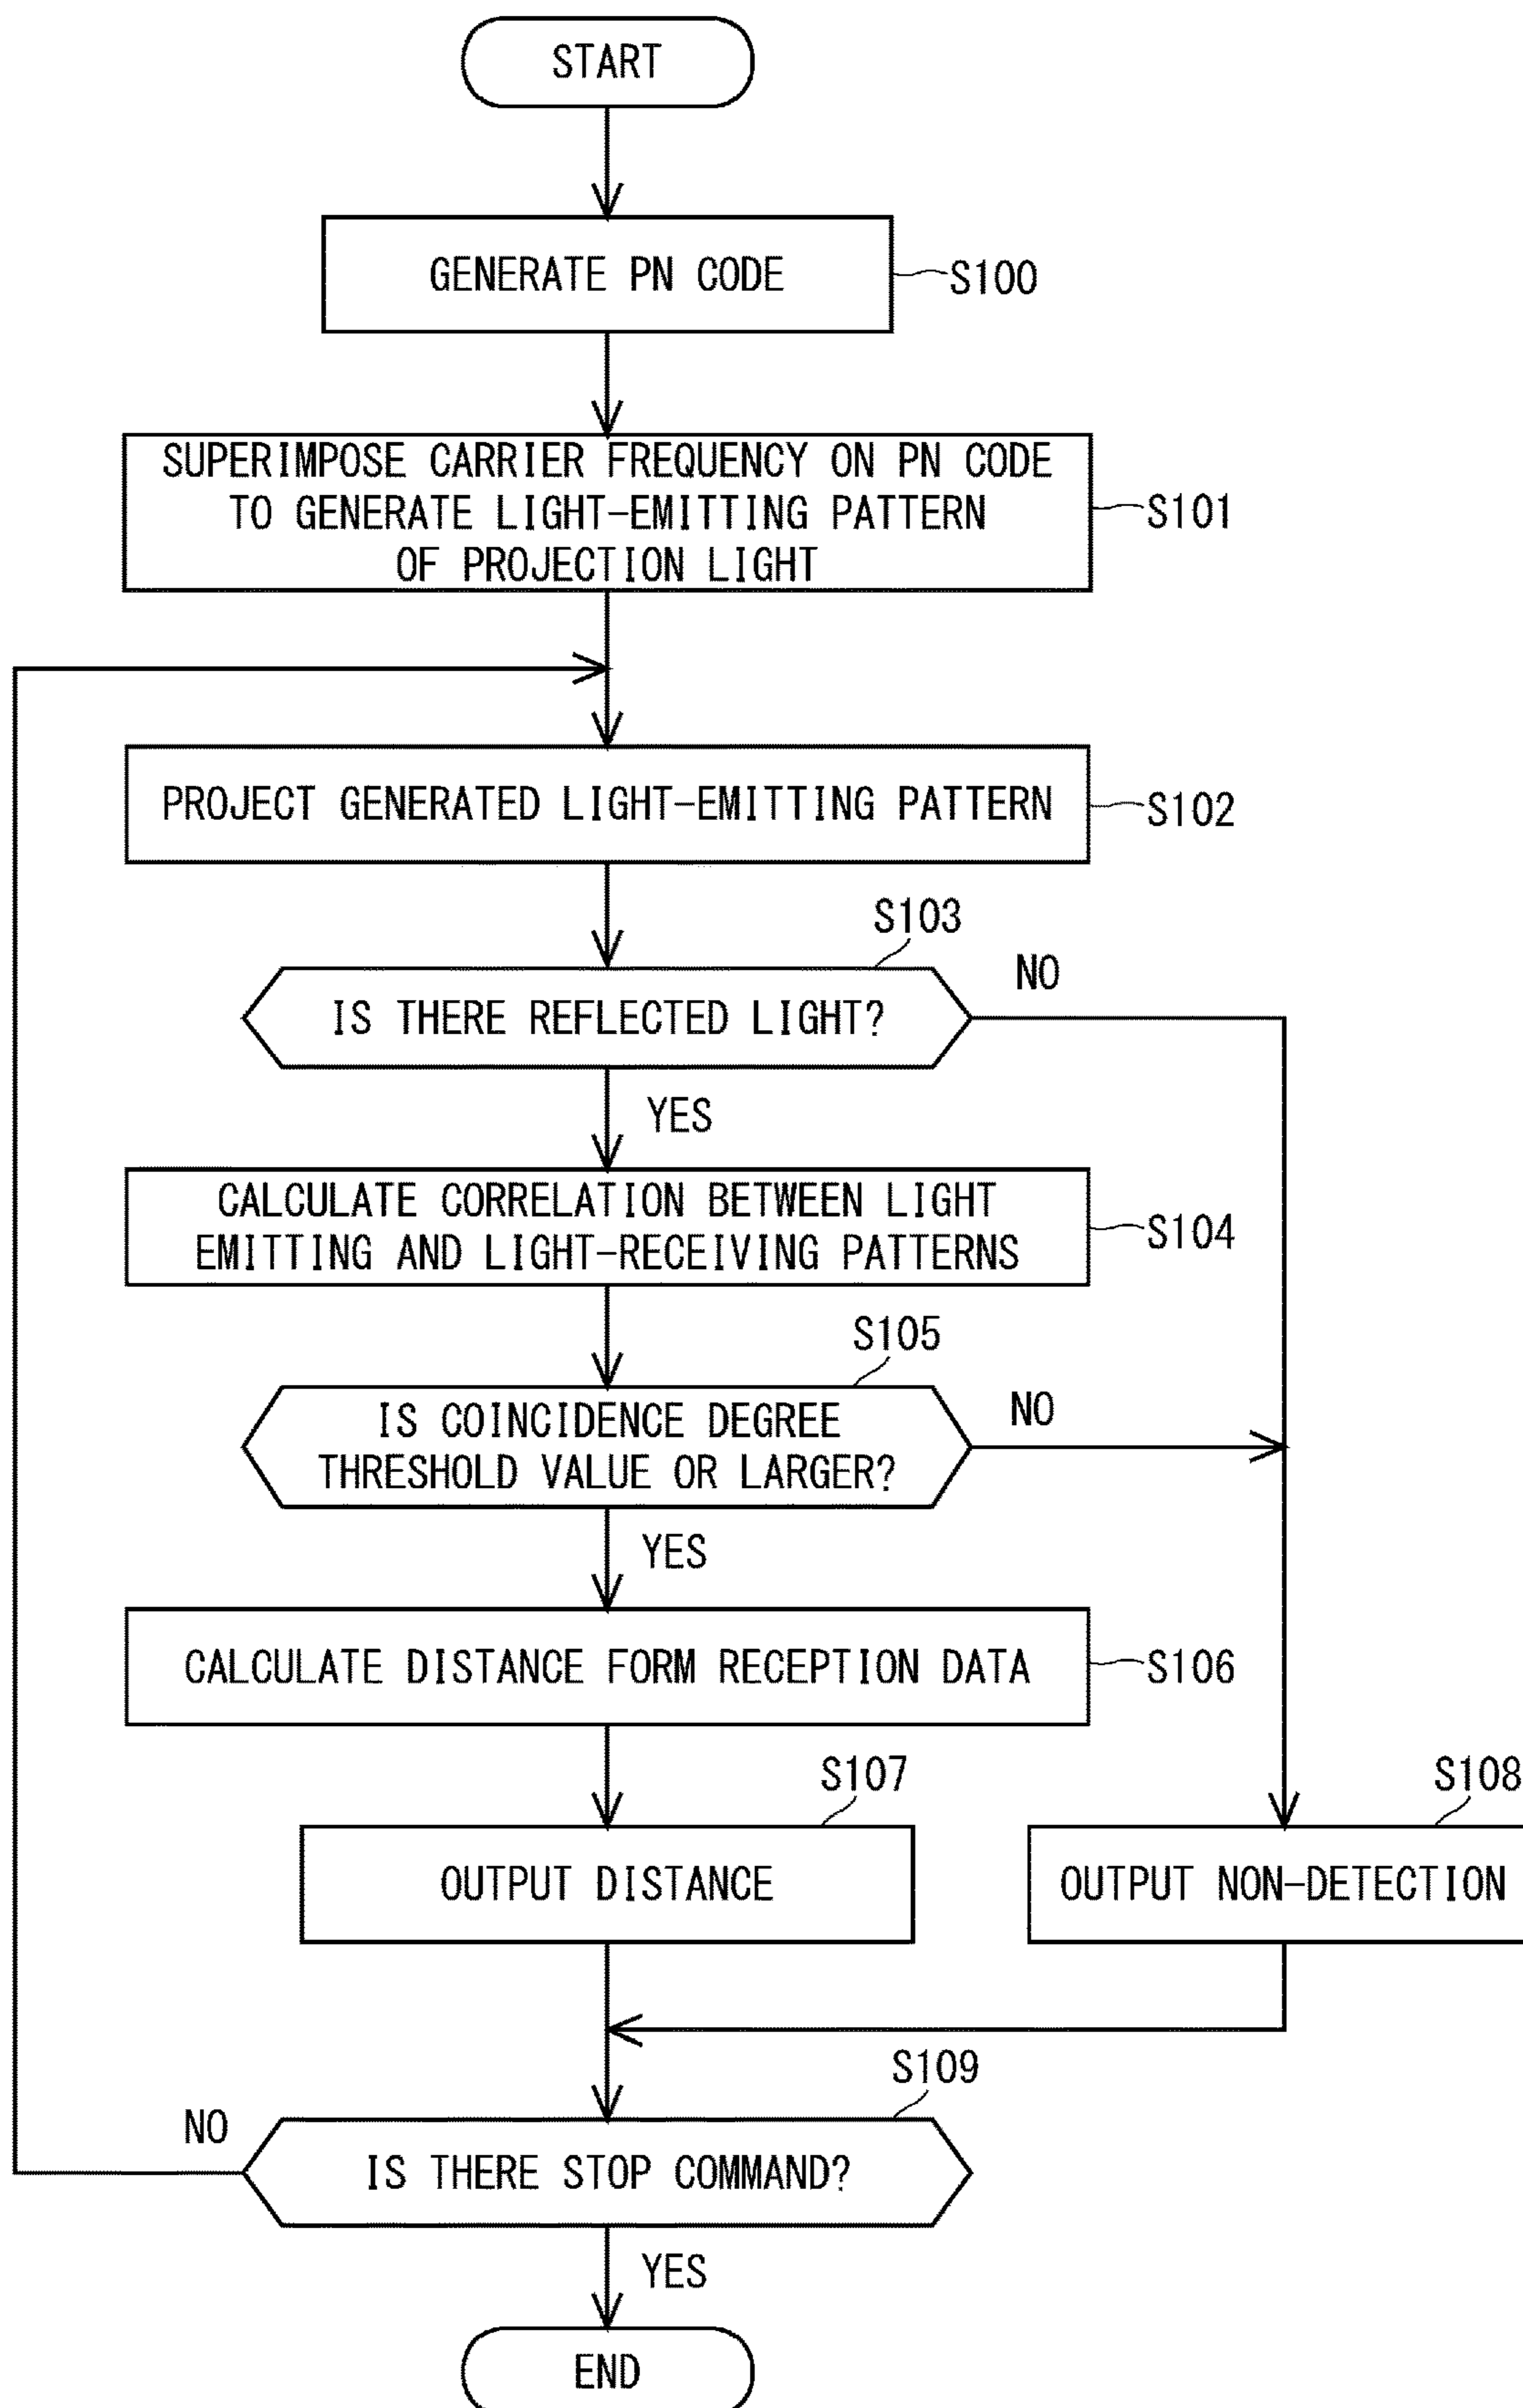 START
GENERATE PN CODE
S100
SUPERIMPOSE CARRIER FREQUENCY ON PN CODE
TO GENERATE LIGHT-EMITTING PATTERN
OF PROJECTION LIGHT
S101
PROJECT GENERATED LIGHT-EMITTING PATTERN
S102
S103
IS THERE REFLECTED LIGHT?
NO
YES
CALCULATE CORRELATION BETWEEN LIGHT
EMITTING AND LIGHT-RECEIVING PATTERNS
S104
S105
IS COINCIDENCE DEGREE
THRESHOLD VALUE OR LARGER?
NO
YES
CALCULATE DISTANCE FORM RECEPTION DATA
S106
S107
OUTPUT DISTANCE
S108
OUTPUT NON-DETECTION
S109
NO
IS THERE STOP COMMAND?
YES
END